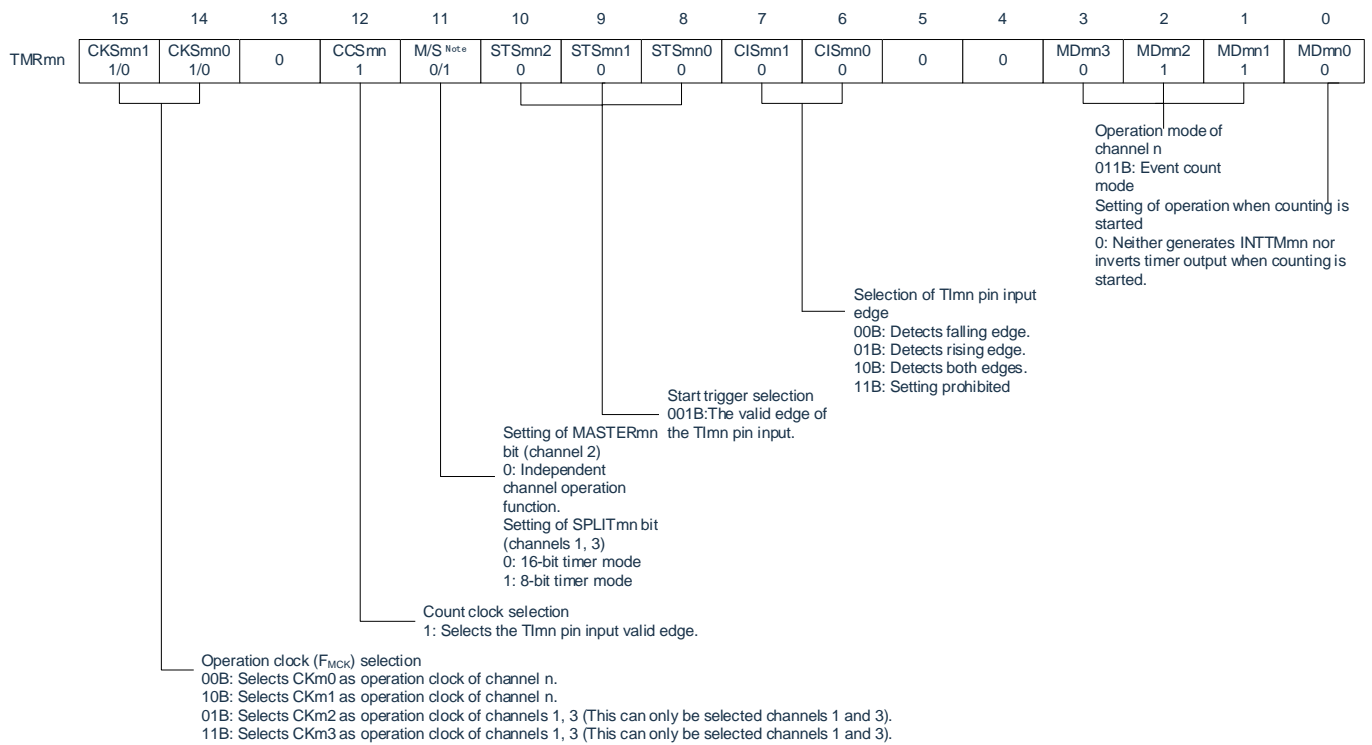 15 14 13 12 11 10 9 8 7 6 5 4 3 2 1 0
TMRmn CKSmn1 CKSmn0 0 CCSmn M/S Note STSmn2 STSmn1 STSmn0 CISmn1 CISmn0 0 0 MDmn3 MDmn2 MDmn1 MDmn0
1/0 1/0 1 0/1 0 0 0 0 0 0 1 1 0
Operation mode of
channel n
011B: Event count
mode
Setting of operation when counting is
started
0: Neither generates INTTMmn nor
inverts timer output when counting is
started.
Selection of TImn pin input
edge
00B: Detects falling edge.
01B: Detects rising edge.
10B: Detects both edges.
11B: Setting prohibited
Start trigger selection
001B:The valid edge of
the TImn pin input.
Setting of MASTERmn
bit (channel 2)
0: Independent
channel operation
function.
Setting of SPLITmn bit
(channels 1, 3)
0: 16-bit timer mode
1: 8-bit timer mode
Count clock selection
1: Selects the TImn pin input valid edge.
Operation clock (FMCK) selection
00B: Selects CKm0 as operation clock of channel n.
10B: Selects CKm1 as operation clock of channel n.
01B: Selects CKm2 as operation clock of channels 1, 3 (This can only be selected channels 1 and 3).
11B: Selects CKm3 as operation clock of channels 1, 3 (This can only be selected channels 1 and 3).